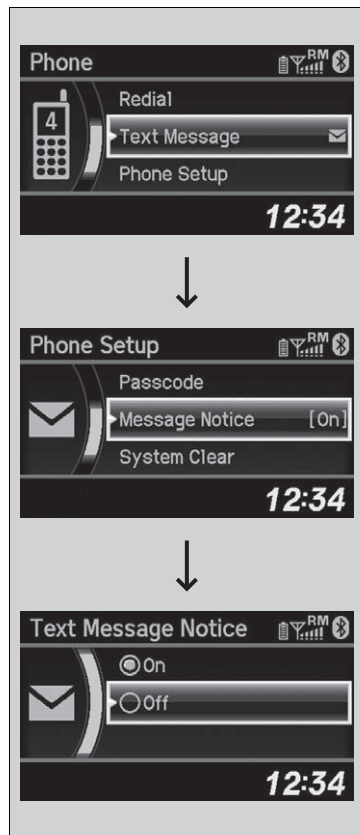 Phone
RM
4
Redial
Text Message
Phone Setup
12:34
Phone Setup
RM
Passcode
Message Notice [On]
System Clear
12:34
Text Message Notice
RM
On
Off
12:34